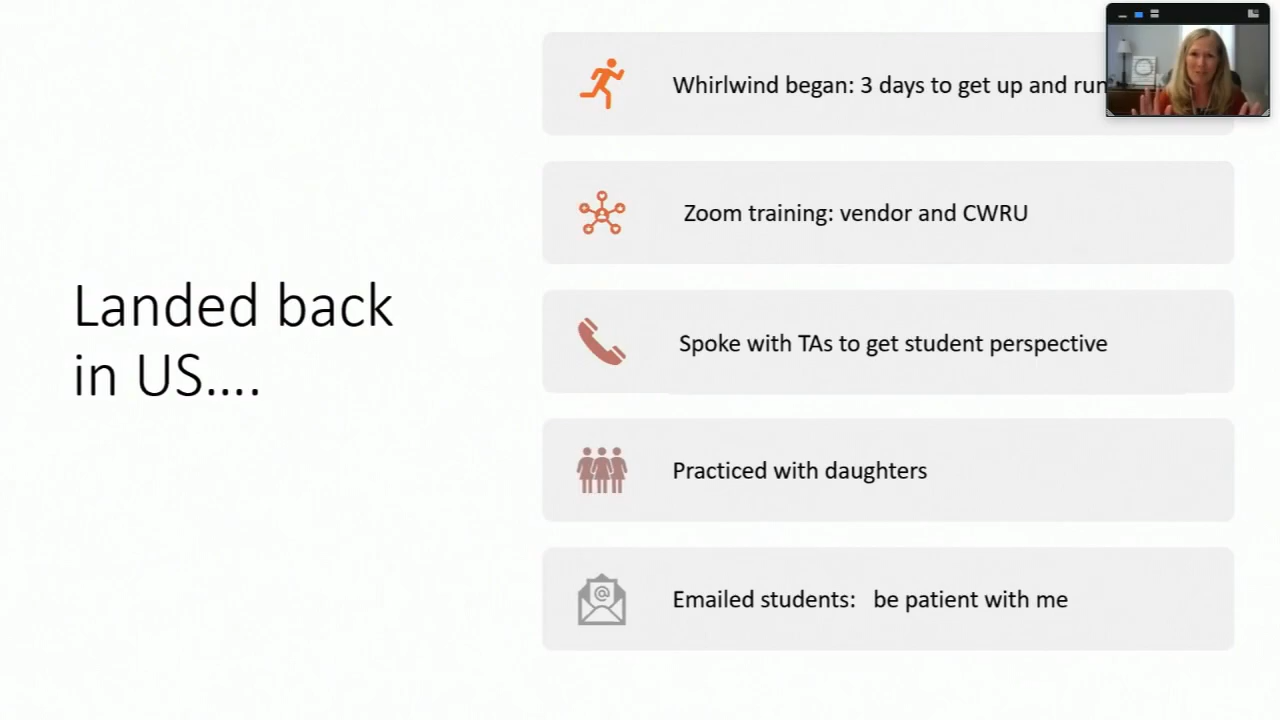 Landed back
in US....
Whirlwind began: 3 days to get up and
Zoom training: vendor and CWRU
Spoke with TAs to get student perspective
Practiced with daughters
Emailed students: be patient with me